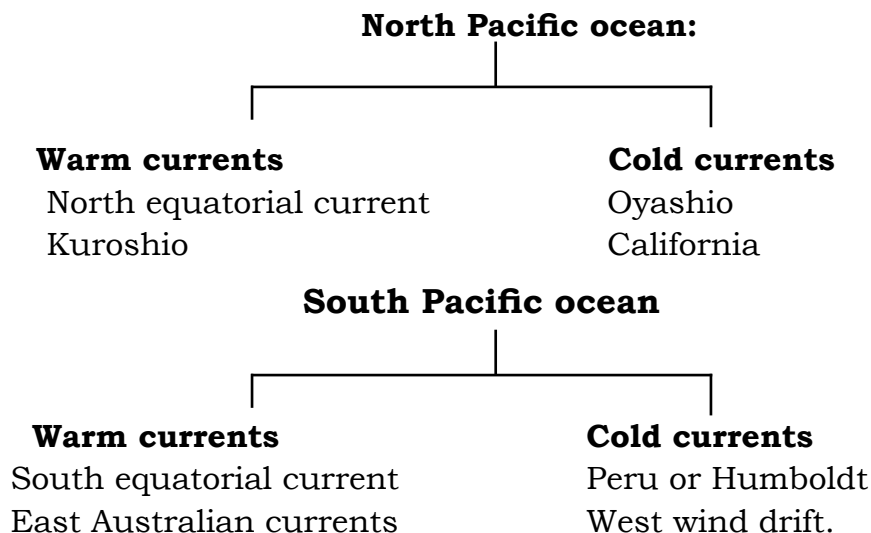 North Pacific ocean:
Warm currents
North equatorial current
Kuroshio
Cold currents
Oyashio
California
South Pacific ocean
Warm currents
South equatorial current
East Australian currents
Cold currents
Peru or Humboldt
West wind drift.